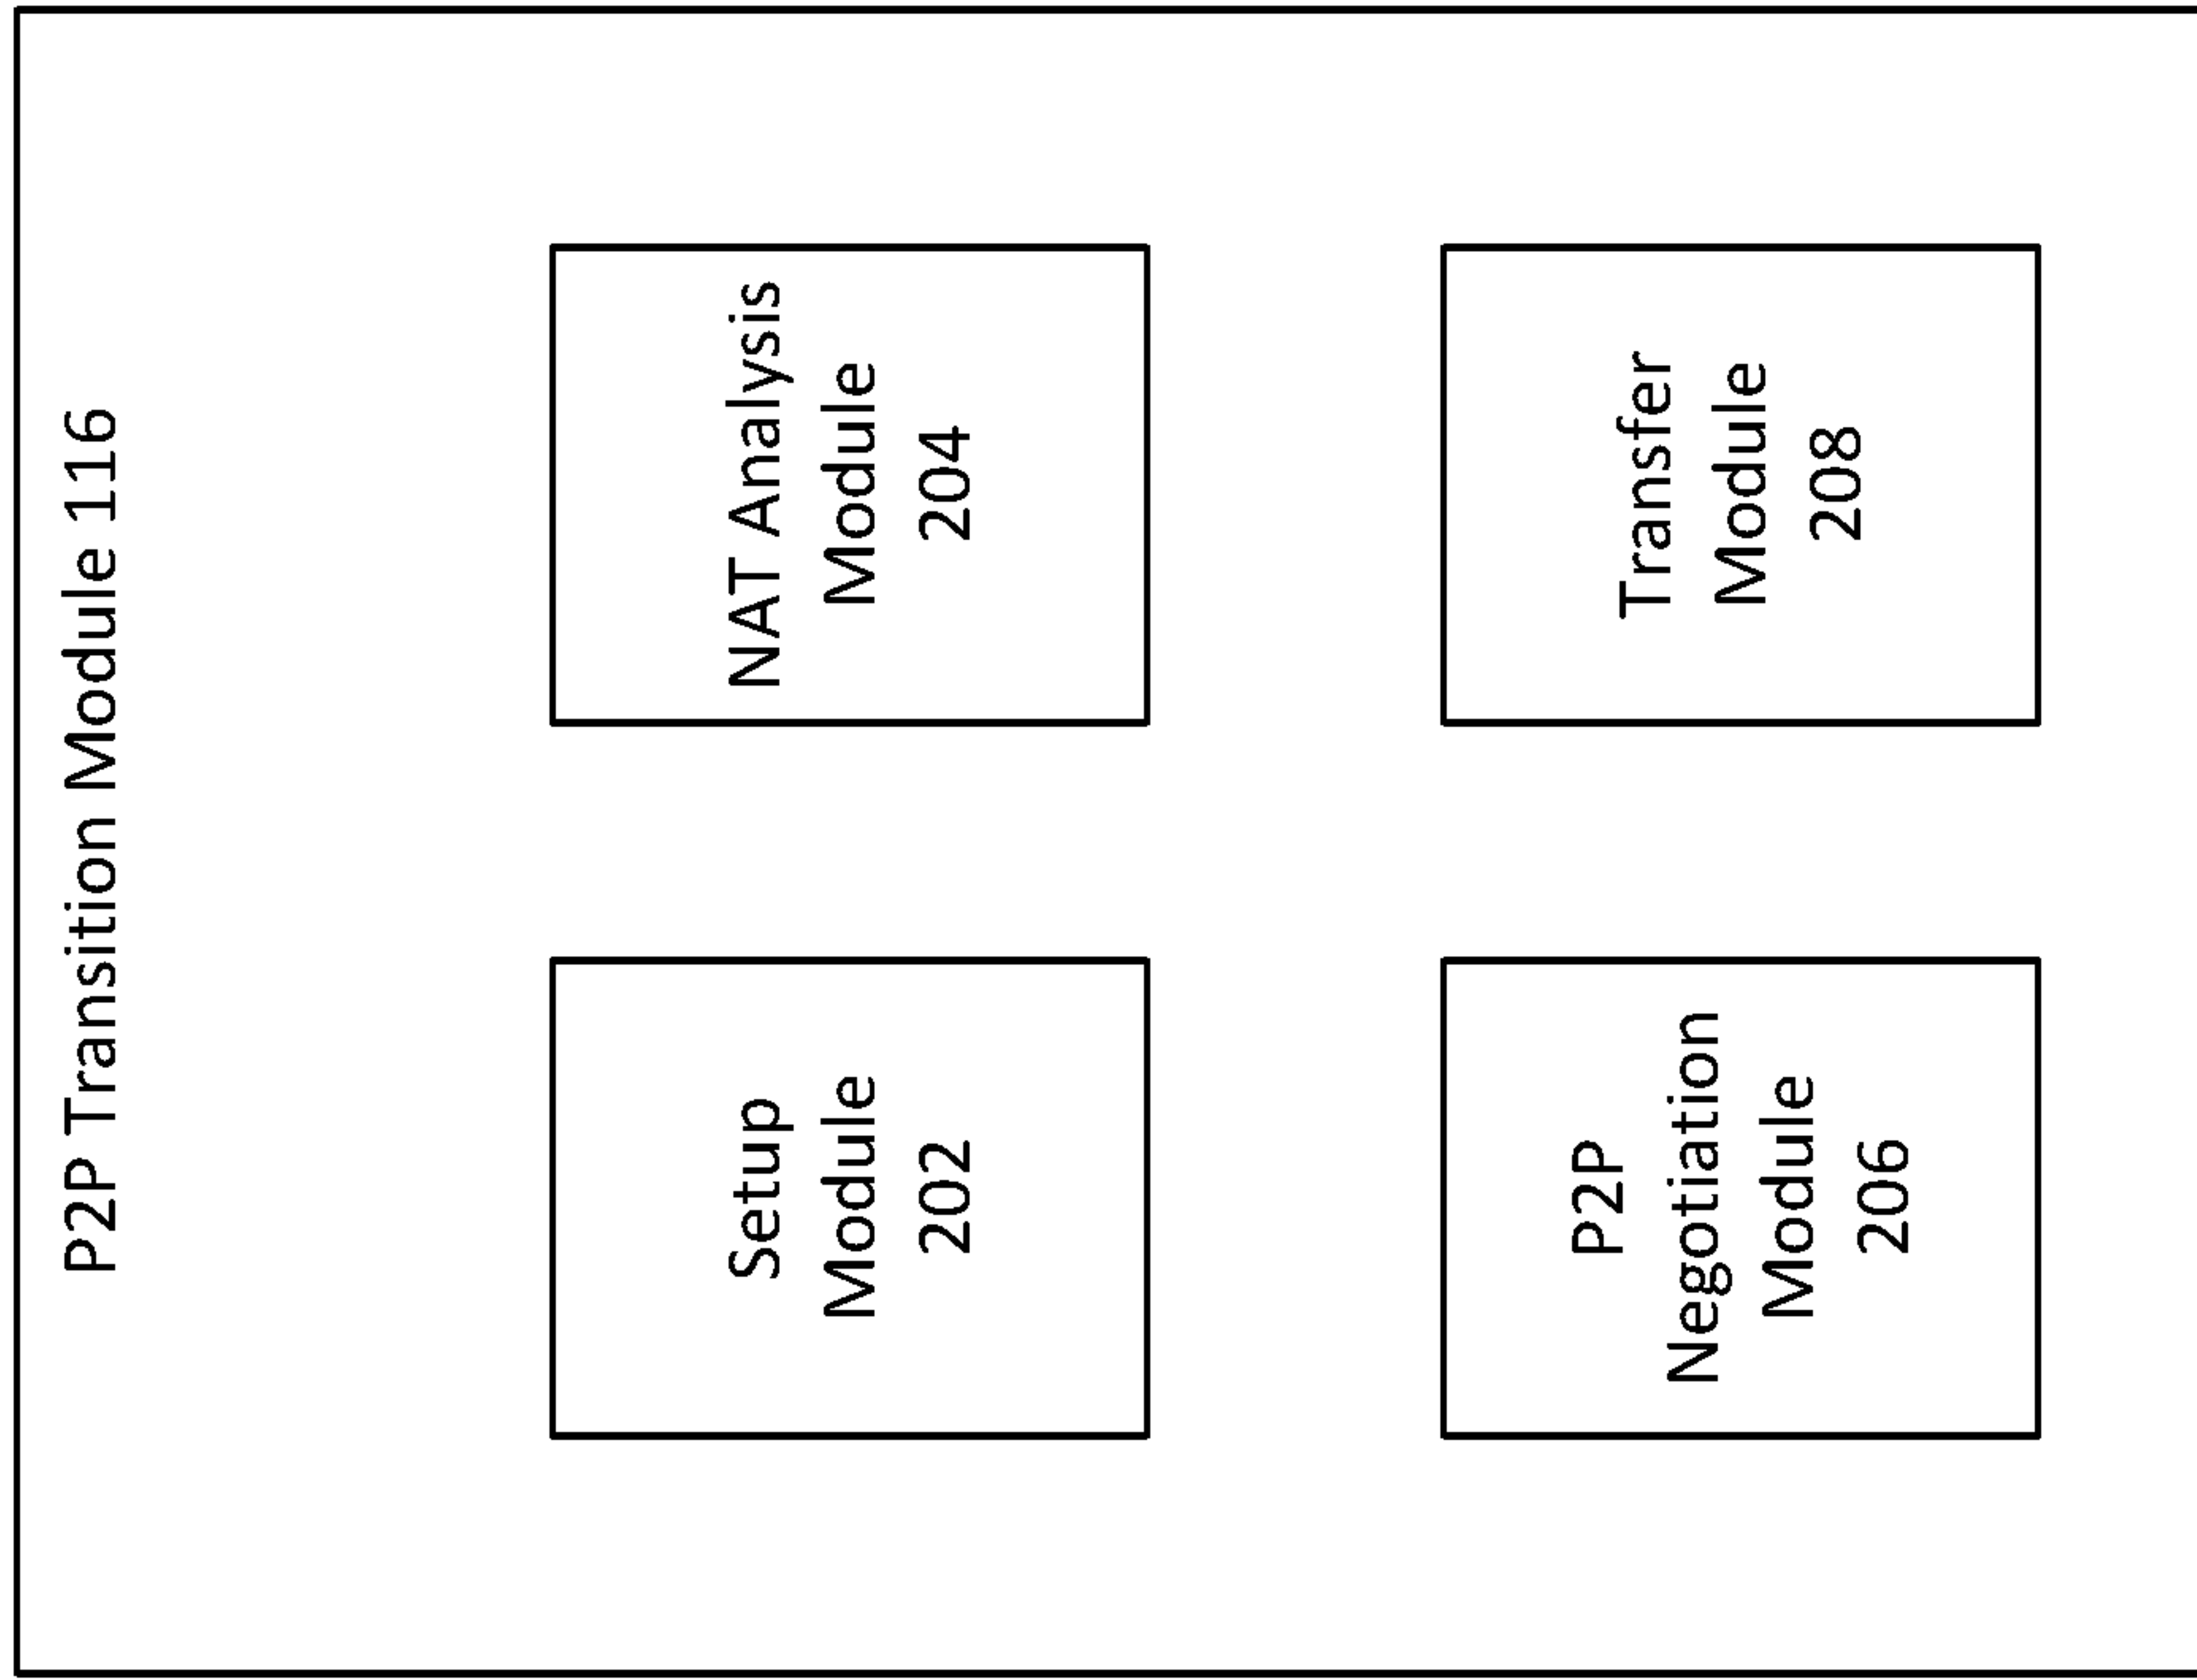 P2P Transition Module 116
Setup
Module
202
NAT Analysis
Module
204
P2P
Negotiation
Module
206
Transfer
Module
208